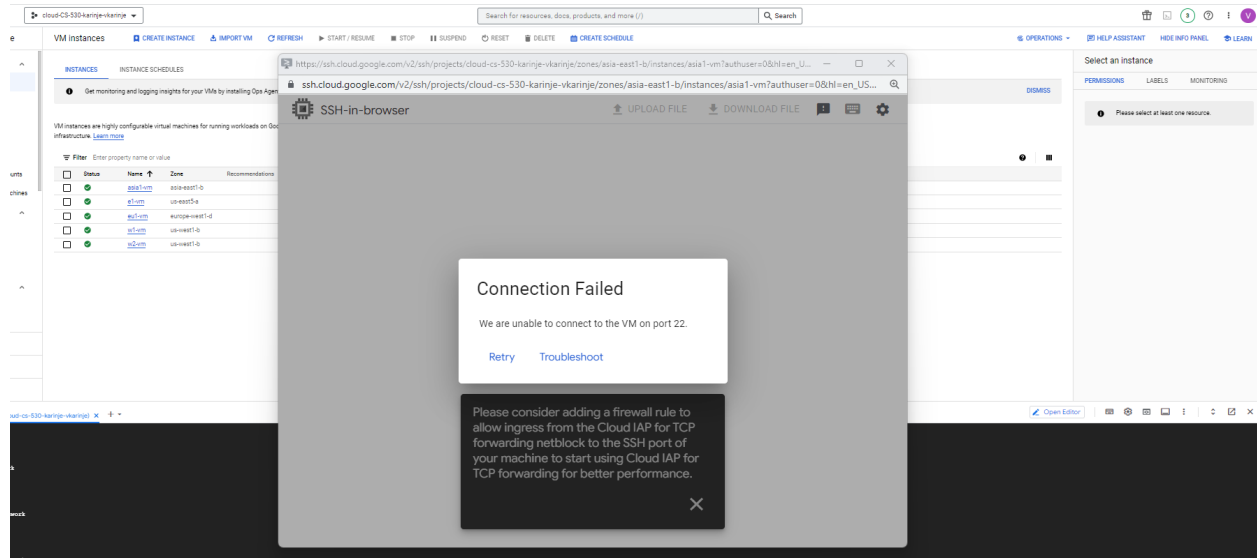 cloud-CS-530-karinje-vkarinje
Search for resources, docs, products, and more (/)
Search
3
V
e
VM instances
CREATE INSTANCE
IMPORT VM
REFRESH
START / RESUME
STOP
SUSPEND
RESET
DELETE
CREATE SCHEDULE
OPERATIONS
HELP ASSISTANT
HIDE INFO PANEL
LEARN
https://ssh.cloud.google.com/v2/ssh/projects/cloud-cs-530-karinje-vkarinje/zones/asia-east1-b/instances/asia1-vm?authuser=0&hl=en_U...
ssh.cloud.google.com/v2/ssh/projects/cloud-cs-530-karinje-vkarinje/zones/asia-east1-b/instances/asia1-vm?authuser=0&hl=en_US...
SSH-in-browser
UPLOAD FILE
DOWNLOAD FILE
INSTANCES
INSTANCE SCHEDULES
Get monitoring and logging insights for your VMs by installing Ops Agen
DISMISS
VM instances are highly configurable virtual machines for running workloads on Goo
infrastructure. Learn more
Filter Enter property name or value
Status Name Zone Recommendations
asia1-vm asia-east1-b
e1-vm us-east5-a
eu1-vm europe-west1-d
w1-vm us-west1-b
w2-vm us-west1-b
unts
chines
Select an instance
PERMISSIONS
LABELS
MONITORING
Please select at least one resource.
Connection Failed
We are unable to connect to the VM on port 22.
Retry
Troubleshoot
Please consider adding a firewall rule to
allow ingress from the Cloud IAP for TCP
forwarding netblock to the SSH port of
your machine to start using Cloud IAP for
TCP forwarding for better performance.
oud-cs-530-karinje-vkarinje)
Open Editor
work